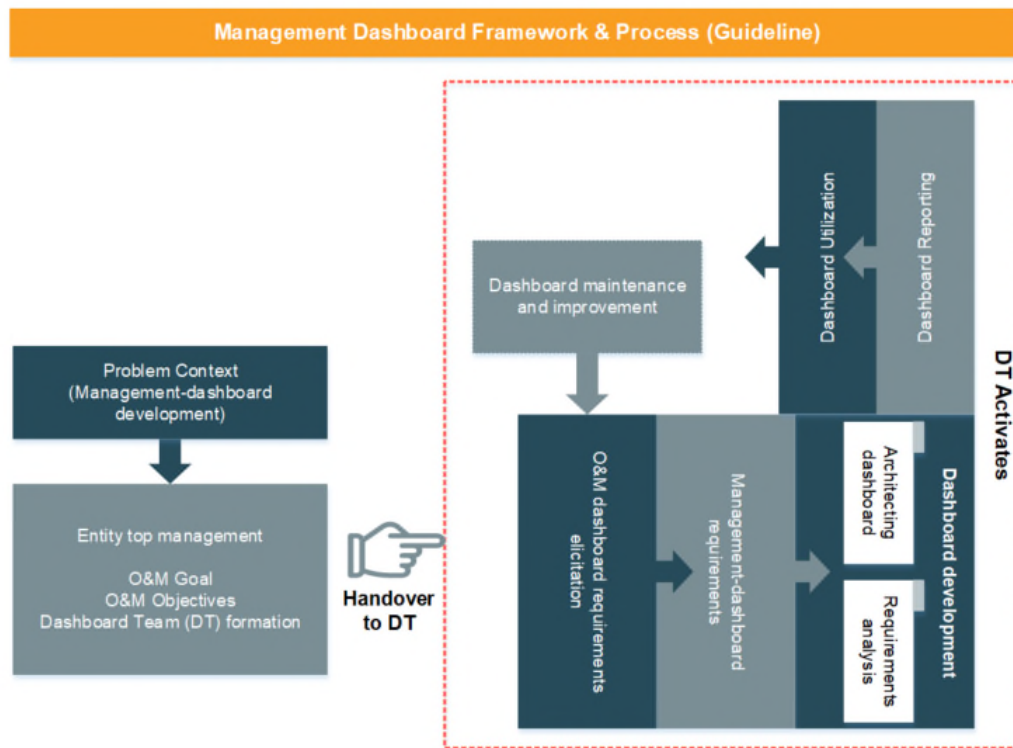 Management Dashboard Framework & Process (Guideline)
Problem Context
(Management-dashboard
development)
Entity top management
O&M Goal
O&M Objectives
Dashboard Team (DT) formation
Handover
to DT
Dashboard maintenance
and improvement
O&M dashboard requirements
elicitation
Management-dashboard
requirements
Architecting
dashboard
Requirements
analysis
Dashboard development
Dashboard Utilization
Dashboard Reporting
DT Activates